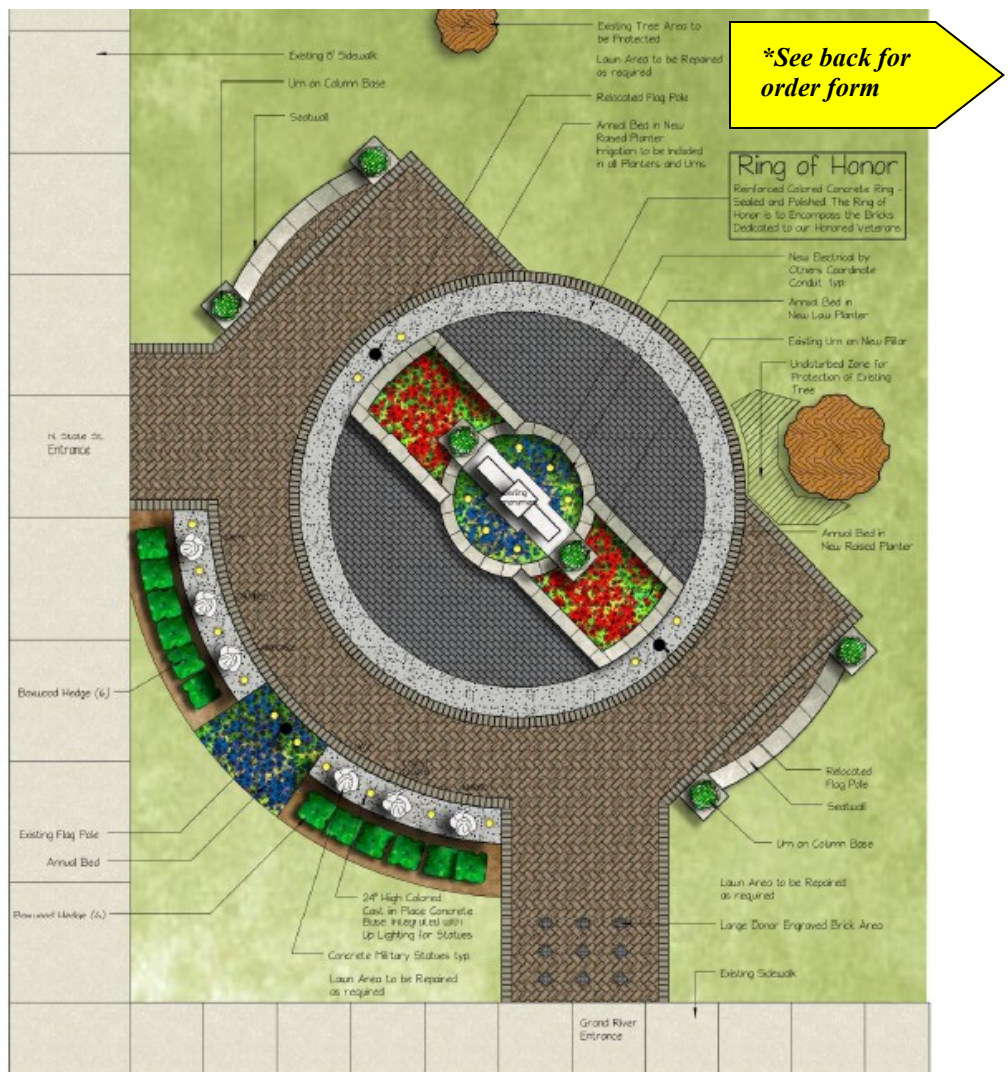 *See back for
order form
Existing Tree Area to
be Protected
Lawn Area to be Repaired
as required
Existing 8' Sidewalk
Urn on Column Base
Relocated Flag Pole
Seatwall
Annual Bed in New
Raised Planter
Irrigation to be Included
in all Planters and Urns
Ring of Honor
Reinforced Colored Concrete Ring -
Sealed and Polished. The Ring of
Honor is to Encompass the Bricks
Dedicated to our Honored Veterans
New Electrical by
Others Coordinate
Conduit Typ.
Annual Bed in
New Low Planter
Existing Urn on New Pillar
Undisturbed Zone for
Protection of Existing
Tree
N. State St.
Entrance
Existing
Annual Bed in
New Raised Planter
Boxwood Hedge (6)
Relocated
Flag Pole
Seatwall
Existing Flag Pole
Urn on Column Base
Annual Bed
Lawn Area to be Repaired
as required
24" High Colored
Cast in Place Concrete
Base Integrated with
Up Lighting for Statues
Boxwood Hedge (6)
Large Donor Engraved Brick Area
Concrete Military Statues typ.
Lawn Area to be Repaired
as required
Existing Sidewalk
Grand River
Entrance